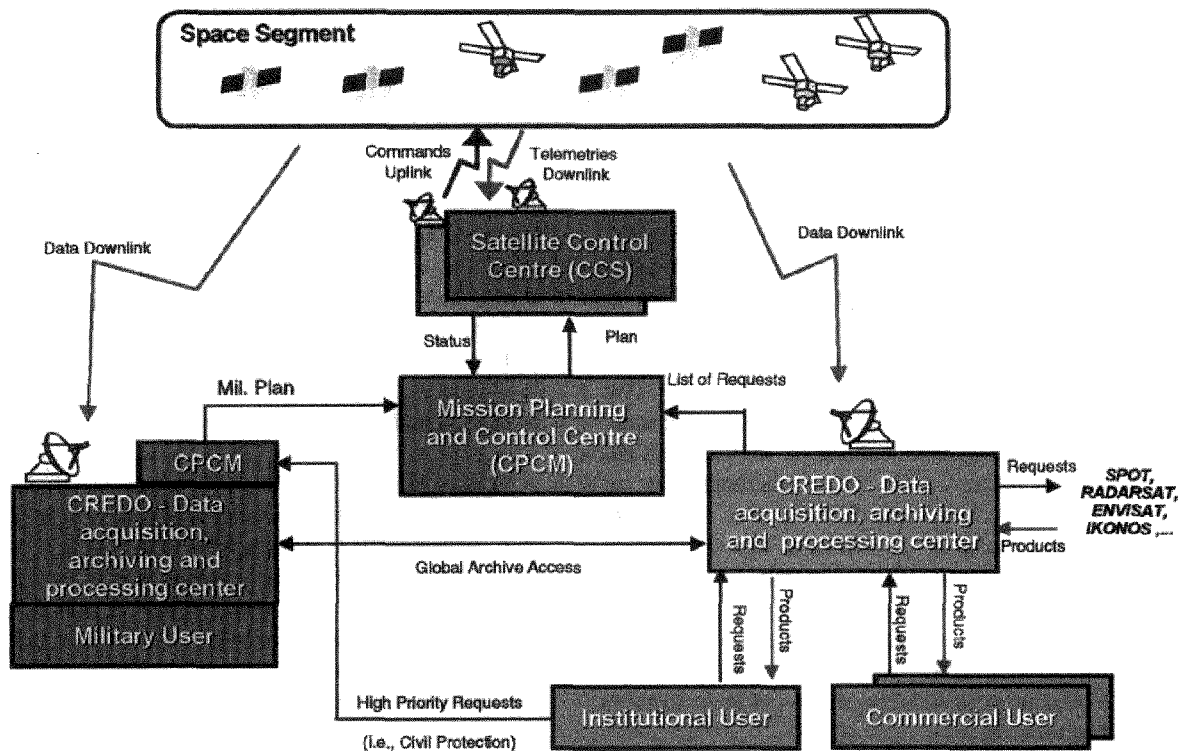 Space Segment
Commands
Uplink
Telemetries
Downlink
Data Downlink
Satellite Control
Centre (CCS)
Data Downlink
Status
Plan
Mil. Plan
List of Requests
Mission Planning
and Control Centre
(CPCM)
CPCM
CREDO - Data
acquisition,
archiving and
processing center
Military User
CREDO - Data
acquisition, archiving
and processing center
Requests
SPOT,
RADARSAT,
ENVISAT,
IKONOS ,...
Products
Global Archive Access
Requests
Products
Requests
Products
High Priority Requests
(i.e., Civil Protection)
Institutional User
Commercial User